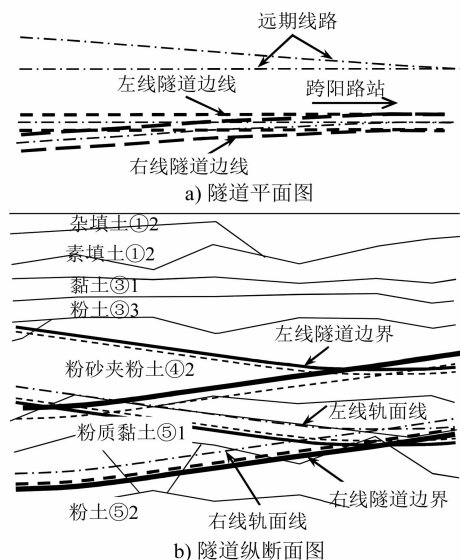 远期线路
左线隧道边线
跨阳路站
右线隧道边线
a) 隧道平面图
杂填土①2
素填土①2
黏土③1
粉土③3
左线隧道边界
粉砂夹粉土④2
左线轨面线
粉质黏土⑤1
右线隧道边界
粉土⑤2
右线轨面线
b) 隧道纵断面图